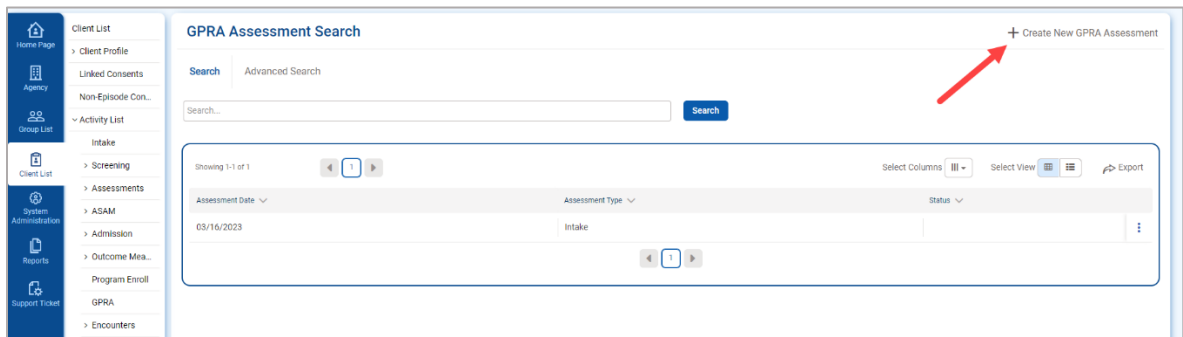 Home Page
Agency
Group List
Client List
System
Administration
Reports
Support Ticket
Client List
> Client Profile
Linked Consents
Non-Episode Con...
Activity List
Intake
> Screening
> Assessments
> ASAM
> Admission
> Outcome Mea...
Program Enroll
GPRA
> Encounters
GPRA Assessment Search
+ Create New GPRA Assessment
Search Advanced Search
Search... Search
Showing 1-1 of 1 1 Select Columns Select View Export
Assessment Date Assessment Type Status
03/16/2023 Intake
1